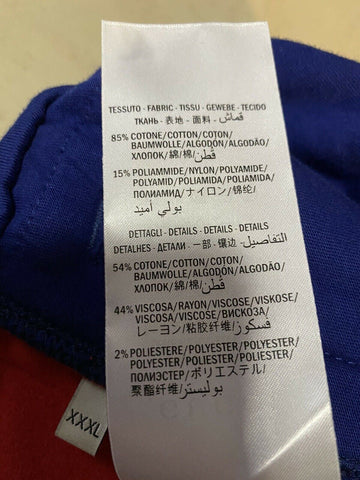 TESSUTO - FABRIC - TISSU - GEWEBE - TECIDO
ТКАНЬ - 表地 - 面料 - قماش
85% COTONE/COTTON/COTON/
BAUMWOLLE/ALGODÓN/ALGODÃO/
ХЛОПОК/綿/棉/قطن
15% POLIAMMIDE/NYLON/POLYAMIDE/
POLYAMID/POLIAMIDA/POLIAMIDA/
ПОЛИАМИД/ナイロン/锦纶/
بولي أميد
DETTAGLI - DETAILS - DETAILS - DETAILS
DETALHES - ДЕТАЛИ - 一部 - 镶边 - التفاصيل
54% COTONE/COTTON/COTON/
BAUMWOLLE/ALGODÓN/ALGODÃO/
ХЛОПОК/綿/棉/قطن
44% VISCOSA/RAYON/VISCOSE/VISKOSE/
VISCOSA/VISCOSE/ВИСКОЗА/
レーヨン/粘胶纤维/فسكوز
2% POLIESTERE/POLYESTER/POLYESTER/
POLYESTER/POLIÉSTER/POLIÉSTER/
ПОЛИЭСТЕР/ポリエステル/
聚酯纤维/بوليستر
XXXL